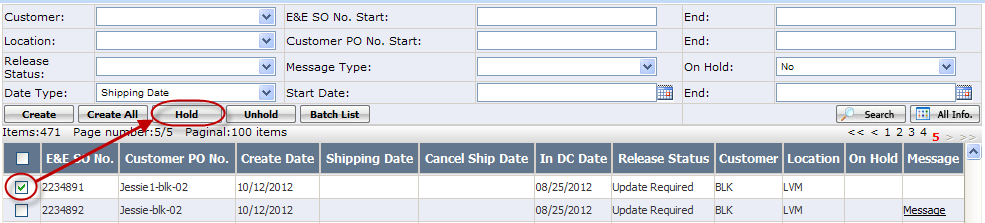 Customer: E&E SO No. Start: End:
Location: Customer PO No. Start: End:
Release Status: Message Type: On Hold: No
Date Type: Shipping Date Start Date: End:
Create Create All Hold Unhold Batch List Search All Info.
Items:471 Page number:5/5 Paginal:100 items << < 1 2 3 4 5 > >>
E&E SO No. Customer PO No. Create Date Shipping Date Cancel Ship Date In DC Date Release Status Customer Location On Hold Message
2234891 Jessie1-blk-02 10/12/2012 08/25/2012 Update Required BLK LVM
2234892 Jessie-blk-02 10/12/2012 08/25/2012 Update Required BLK LVM Message